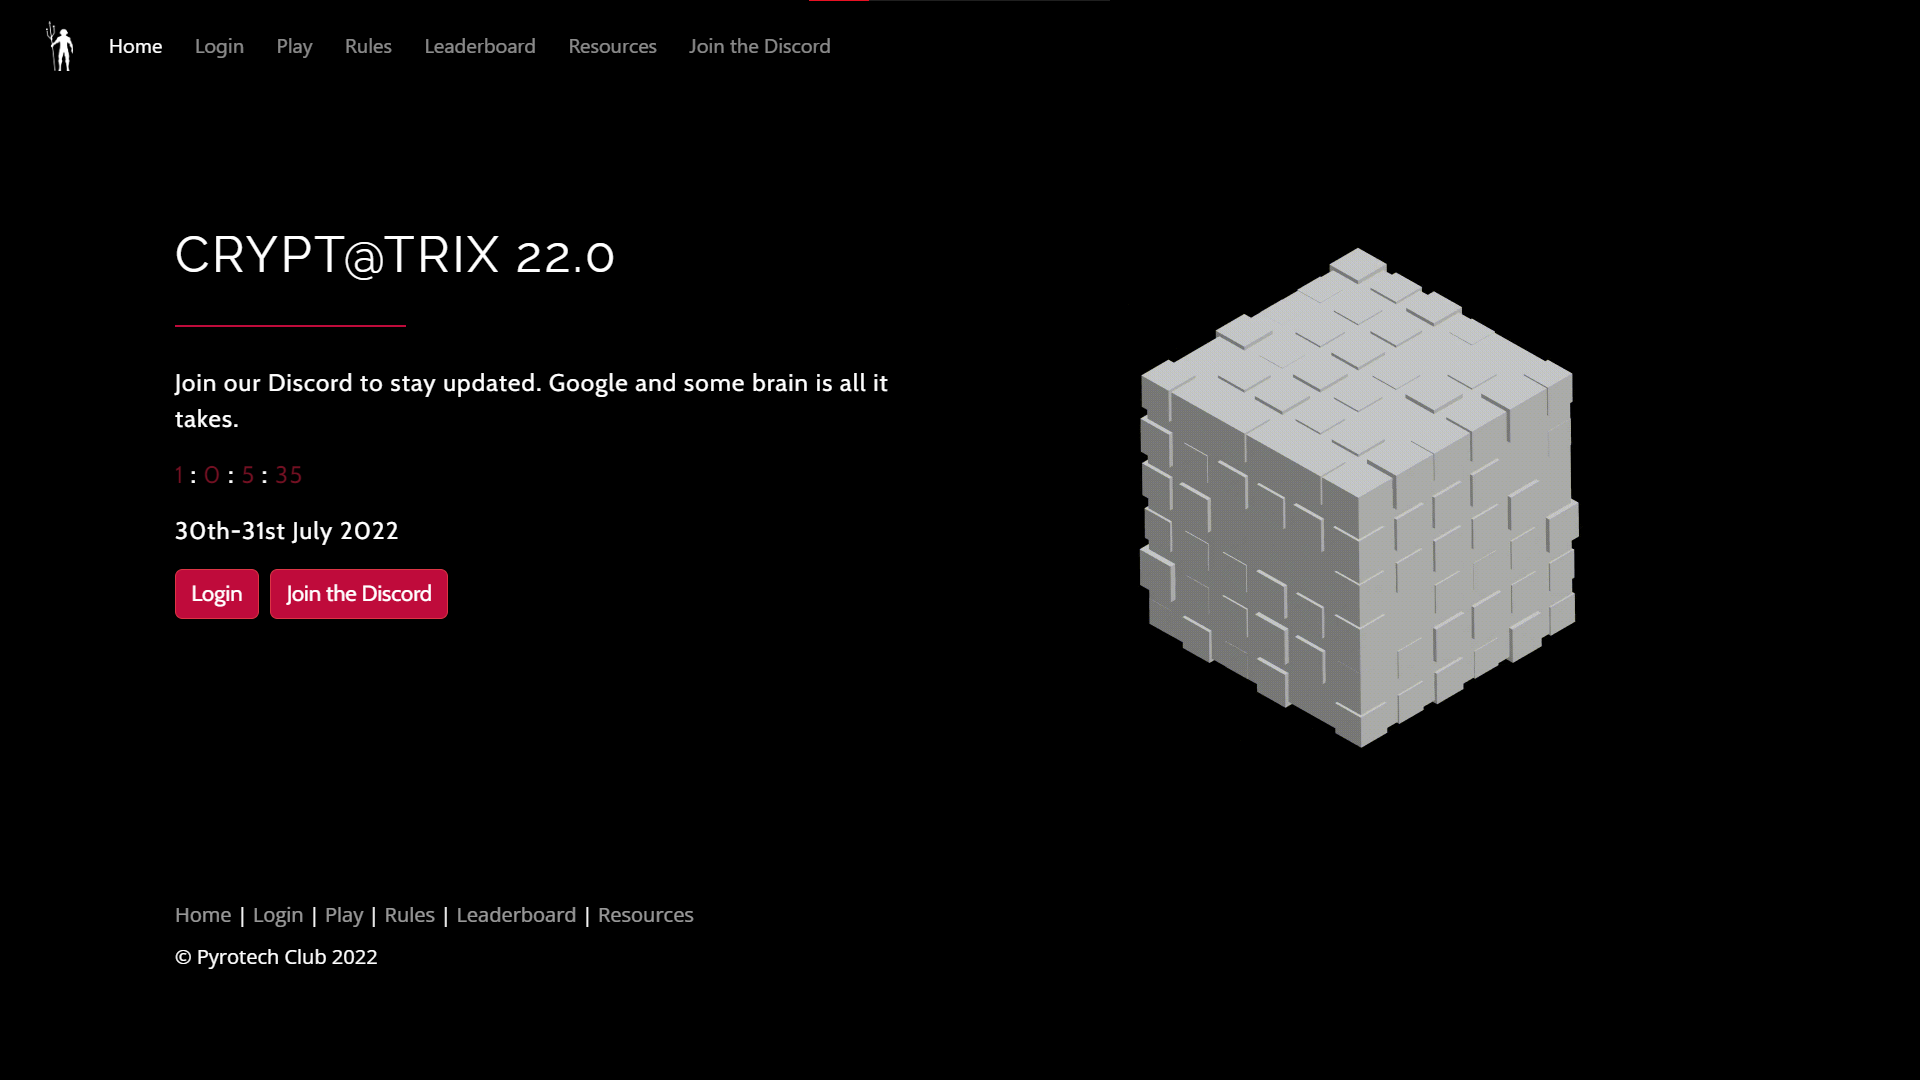 Home Login Play Rules Leaderboard Resources Join the Discord
CRYPT@TRIX 22.0
Join our Discord to stay updated. Google and some brain is all it
takes.
1 : 0 : 5 : 35
30th-31st July 2022
Login Join the Discord
Home | Login | Play | Rules | Leaderboard | Resources
© Pyrotech Club 2022